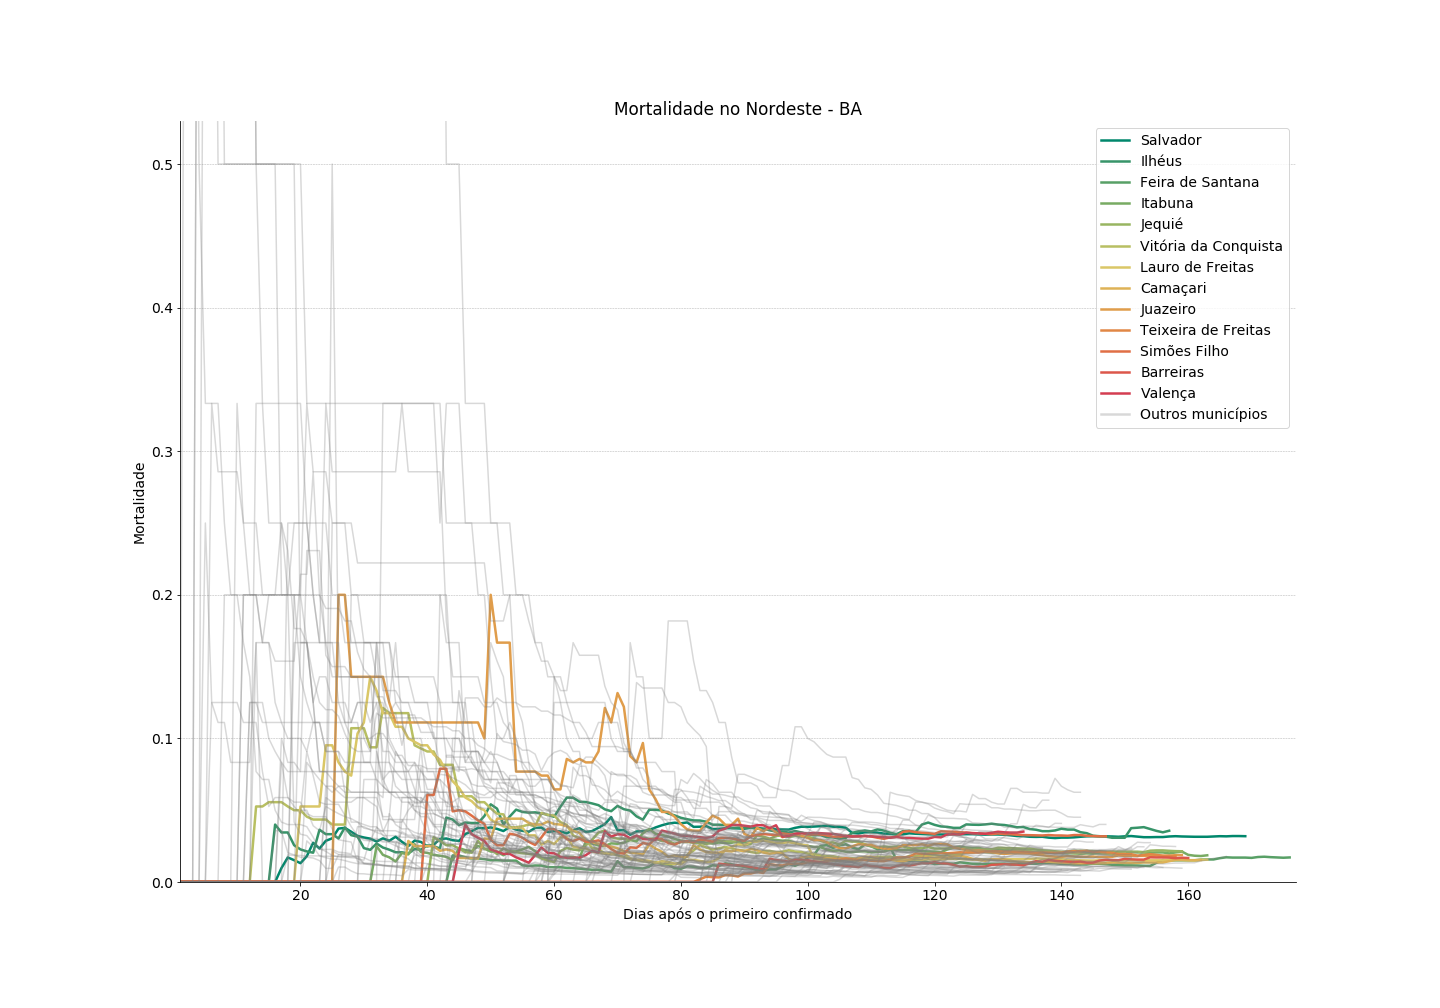 Mortalidade no Nordeste - BA
Salvador
Ilhéus
Feira de Santana
Itabuna
Jequié
Vitória da Conquista
Lauro de Freitas
Camaçari
Juazeiro
Teixeira de Freitas
Simões Filho
Barreiras
Valença
Outros municípios
0.5
0.4
0.3
0.2
0.1
0.0
Mortalidade
20 40 60 80 100 120 140 160
Dias após o primeiro confirmado